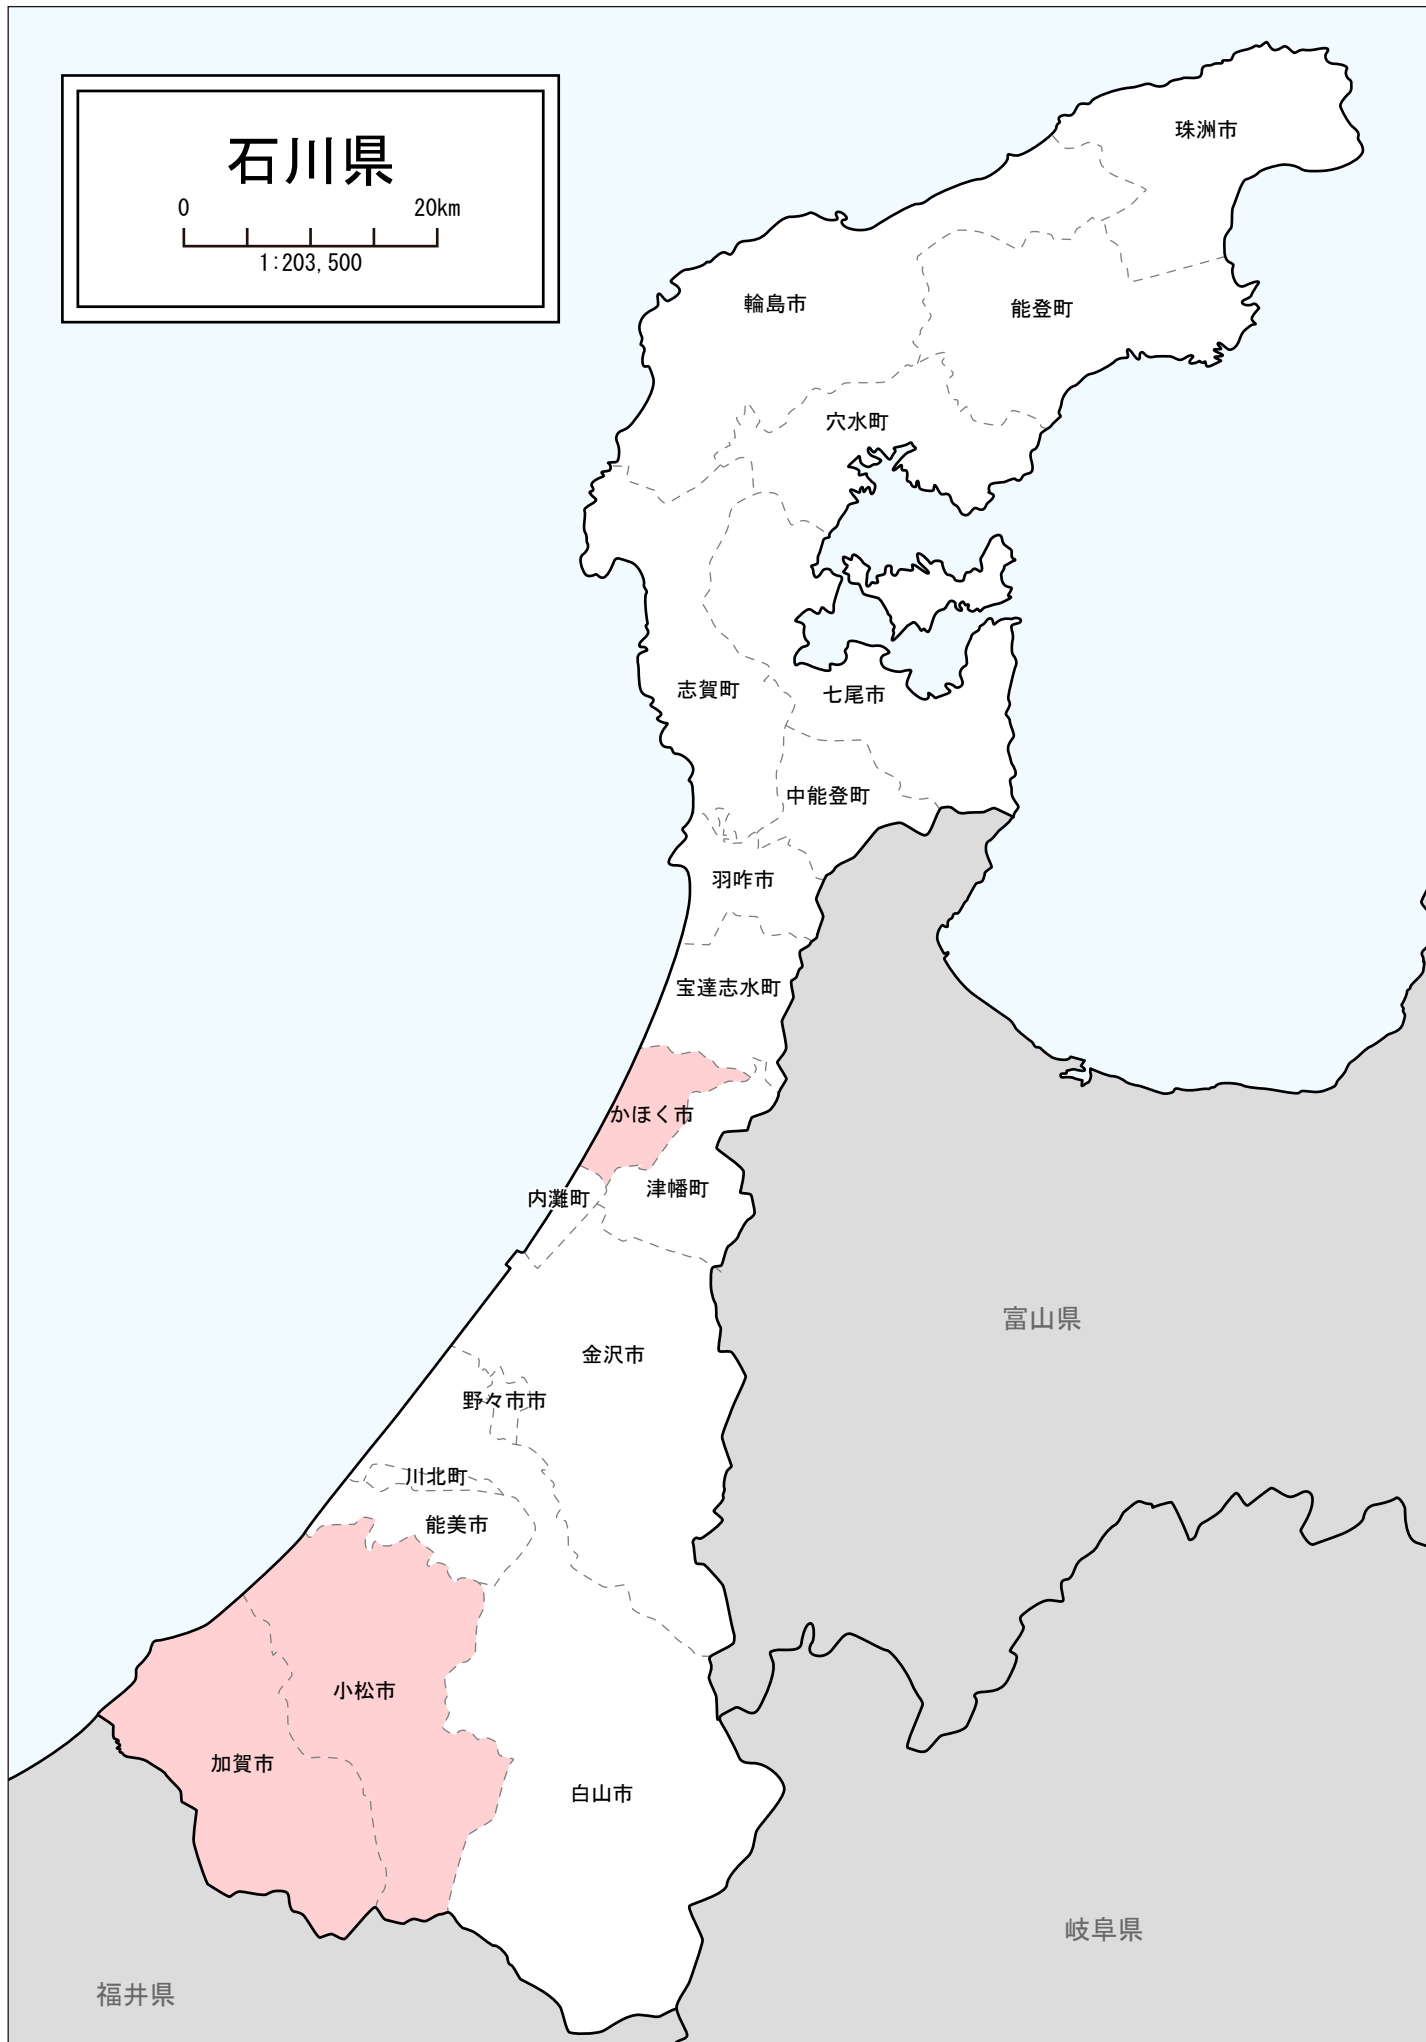 石川県
0 20km
1:203,500
珠洲市
輪島市
能登町
穴水町
志賀町
七尾市
中能登町
羽咋市
宝達志水町
かほく市
津幡町
内灘町
富山県
金沢市
野々市市
川北町
能美市
小松市
加賀市
白山市
岐阜県
福井県